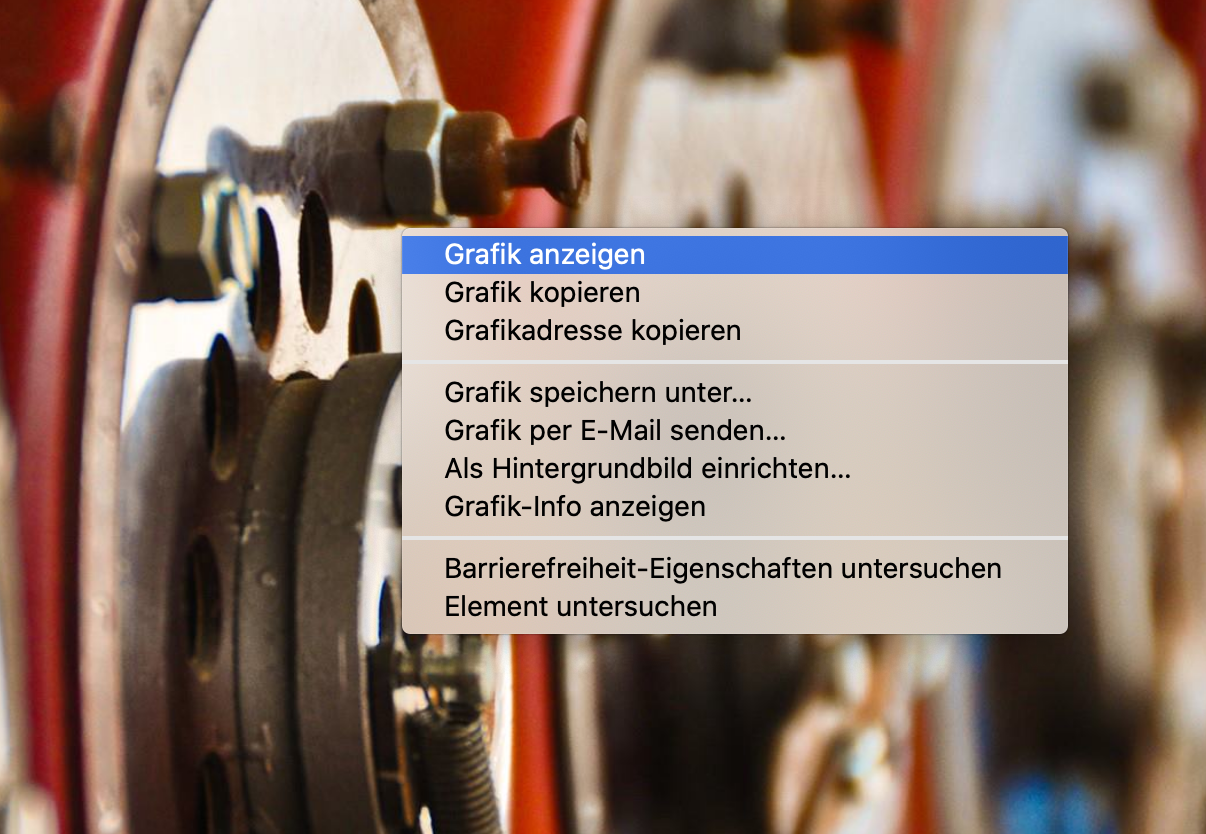 Grafik anzeigen
Grafik kopieren
Grafikadresse kopieren
Grafik speichern unter...
Grafik per E-Mail senden...
Als Hintergrundbild einrichten...
Grafik-Info anzeigen
Barrierefreiheit-Eigenschaften untersuchen
Element untersuchen